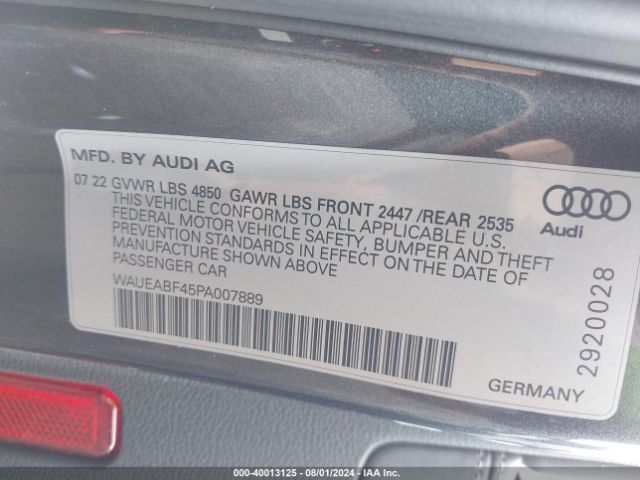 MFD. BY AUDI AG
07 22 GVWR LBS 4850 GAWR LBS FRONT 2447 /REAR 2535
THIS VEHICLE CONFORMS TO ALL APPLICABLE U.S.
FEDERAL MOTOR VEHICLE SAFETY, BUMPER AND THEFT
PREVENTION STANDARDS IN EFFECT ON THE DATE OF
MANUFACTURE SHOWN ABOVE
PASSENGER CAR
WAUEABF45PA007889
Audi
2920028
GERMANY
000-40013125 - 08/01/2024 - IAA Inc.